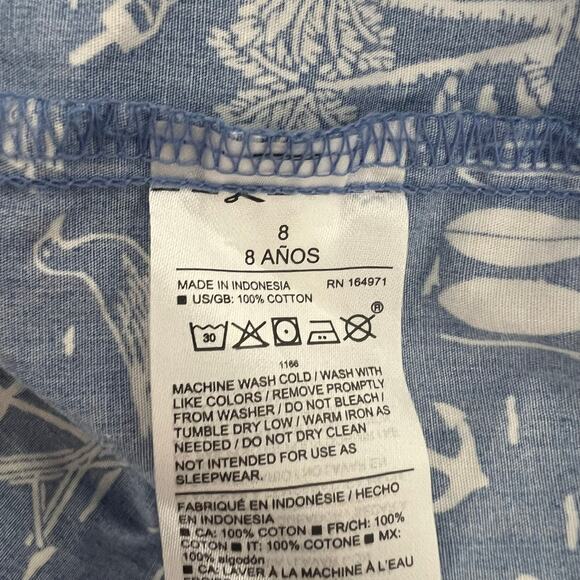 8
8 AÑOS
MADE IN INDONESIA RN 164971
■ US/GB: 100% COTTON
30
®
1166
MACHINE WASH COLD / WASH WITH
LIKE COLORS / REMOVE PROMPTLY
FROM WASHER / DO NOT BLEACH /
TUMBLE DRY LOW / WARM IRON AS
NEEDED / DO NOT DRY CLEAN
NOT INTENDED FOR USE AS
SLEEPWEAR.
FABRIQUÉ EN INDONÉSIE / HECHO
EN INDONESIA
■ CA: 100% COTON ■ FR/CH: 100%
COTON ■ IT: 100% COTONE ■ MX:
100% algodón
■ CA: LAVER À LA MACHINE À L'EAU